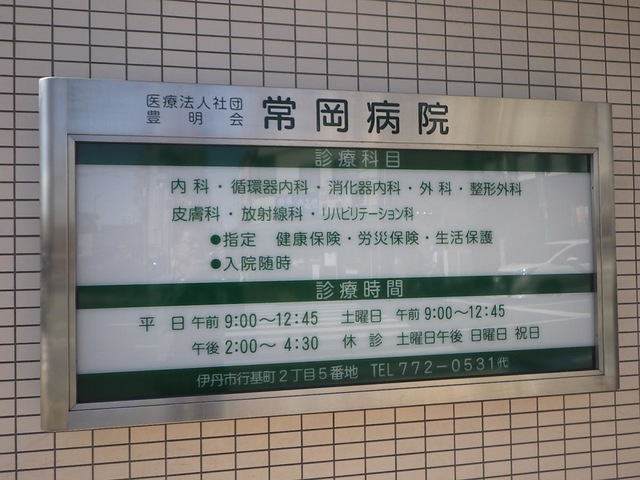 医療法人社団
豊明会
常岡病院
診療科目
内科・循環器内科・消化器内科・外科・整形外科
皮膚科・放射線科・リハビリテーション科
●指定 健康保険・労災保険・生活保護
●入院随時
診療時間
平日 午前 9:00〜12:45 土曜日 午前 9:00〜12:45
午後 2:00〜 4:30 休診 土曜日午後 日曜日 祝日
伊丹市行基町2丁目5番地 TEL 772-0531代